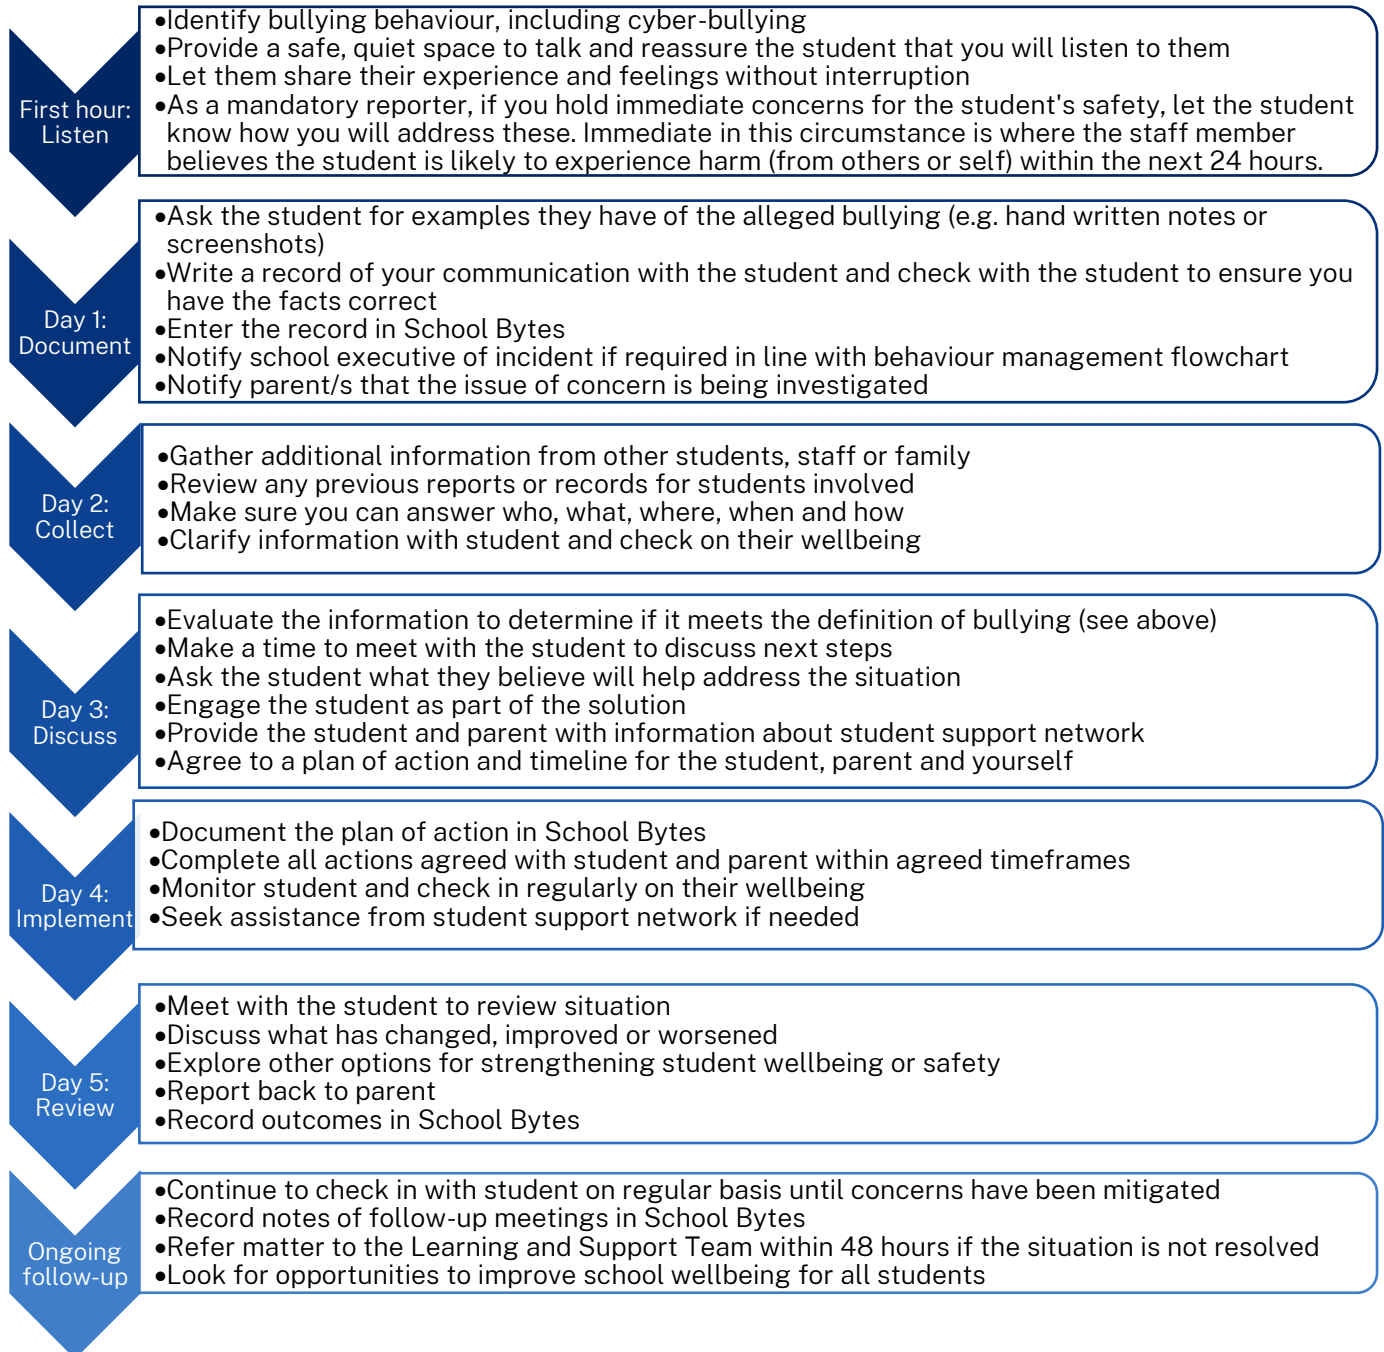 First hour:
Listen
•Identify bullying behaviour, including cyber-bullying
•Provide a safe, quiet space to talk and reassure the student that you will listen to them
•Let them share their experience and feelings without interruption
•As a mandatory reporter, if you hold immediate concerns for the student's safety, let the student
know how you will address these. Immediate in this circumstance is where the staff member
believes the student is likely to experience harm (from others or self) within the next 24 hours.
Day 1:
Document
•Ask the student for examples they have of the alleged bullying (e.g. hand written notes or
screenshots)
•Write a record of your communication with the student and check with the student to ensure you
have the facts correct
•Enter the record in School Bytes
•Notify school executive of incident if required in line with behaviour management flowchart
•Notify parent/s that the issue of concern is being investigated
Day 2:
Collect
•Gather additional information from other students, staff or family
•Review any previous reports or records for students involved
•Make sure you can answer who, what, where, when and how
•Clarify information with student and check on their wellbeing
Day 3:
Discuss
•Evaluate the information to determine if it meets the definition of bullying (see above)
•Make a time to meet with the student to discuss next steps
•Ask the student what they believe will help address the situation
•Engage the student as part of the solution
•Provide the student and parent with information about student support network
•Agree to a plan of action and timeline for the student, parent and yourself
Day 4:
Implement
•Document the plan of action in School Bytes
•Complete all actions agreed with student and parent within agreed timeframes
•Monitor student and check in regularly on their wellbeing
•Seek assistance from student support network if needed
Day 5:
Review
•Meet with the student to review situation
•Discuss what has changed, improved or worsened
•Explore other options for strengthening student wellbeing or safety
•Report back to parent
•Record outcomes in School Bytes
Ongoing
follow-up
•Continue to check in with student on regular basis until concerns have been mitigated
•Record notes of follow-up meetings in School Bytes
•Refer matter to the Learning and Support Team within 48 hours if the situation is not resolved
•Look for opportunities to improve school wellbeing for all students